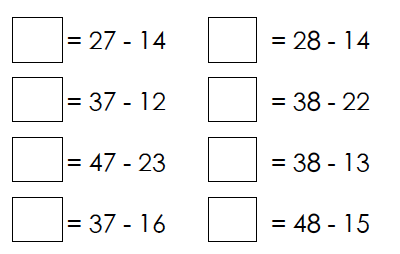 = 27 - 14 = 28 - 14
= 37 - 12 = 38 - 22
= 47 - 23 = 38 - 13
= 37 - 16 = 48 - 15